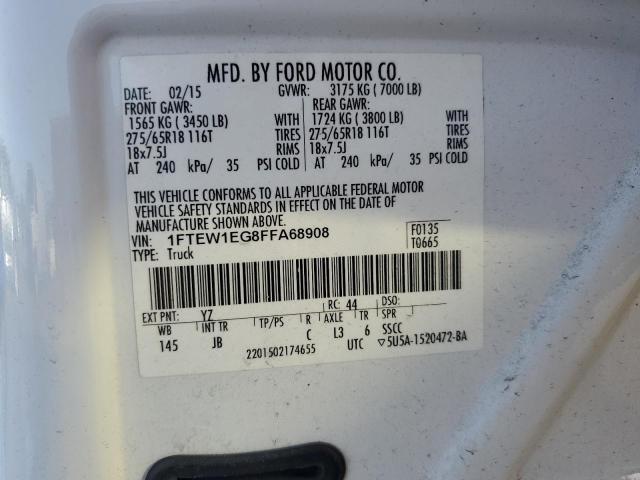 MFD. BY FORD MOTOR CO.
DATE: 02/15 GVWR: 3175 KG ( 7000 LB)
FRONT GAWR: REAR GAWR:
1565 KG ( 3450 LB) WITH 1724 KG ( 3800 LB) WITH
275/65R18 116T TIRES 275/65R18 116T TIRES
18x7.5J RIMS 18x7.5J RIMS
AT 240 kPa/ 35 PSI COLD AT 240 kPa/ 35 PSI COLD
THIS VEHICLE CONFORMS TO ALL APPLICABLE FEDERAL MOTOR
VEHICLE SAFETY STANDARDS IN EFFECT ON THE DATE OF
MANUFACTURE SHOWN ABOVE.
VIN: 1FTEW1EG8FFA68908 F0135
TYPE: Truck T0665
EXT PNT: YZ RC: 44 DSO:
WB INT TR TP/PS R AXLE TR SPR
145 JB C L3 6 SSCC
2201502174655 UTC ▽5U5A-1520472-BA